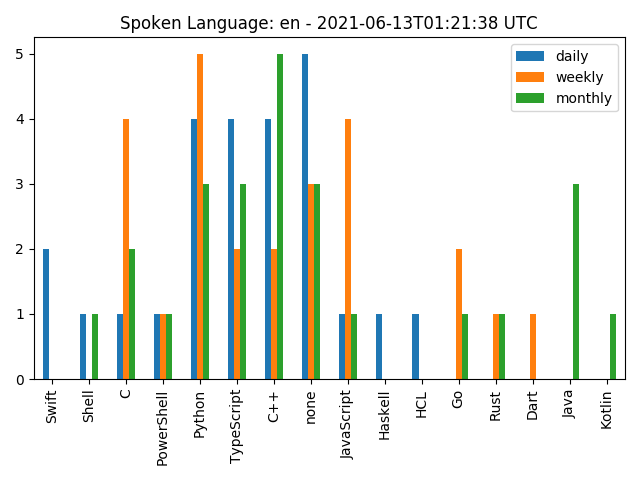 Spoken Language: en - 2021-06-13T01:21:38 UTC
daily
weekly
monthly
5
4
3
2
1
0
Swift
Shell
C
PowerShell
Python
TypeScript
C++
none
JavaScript
Haskell
HCL
Go
Rust
Dart
Java
Kotlin